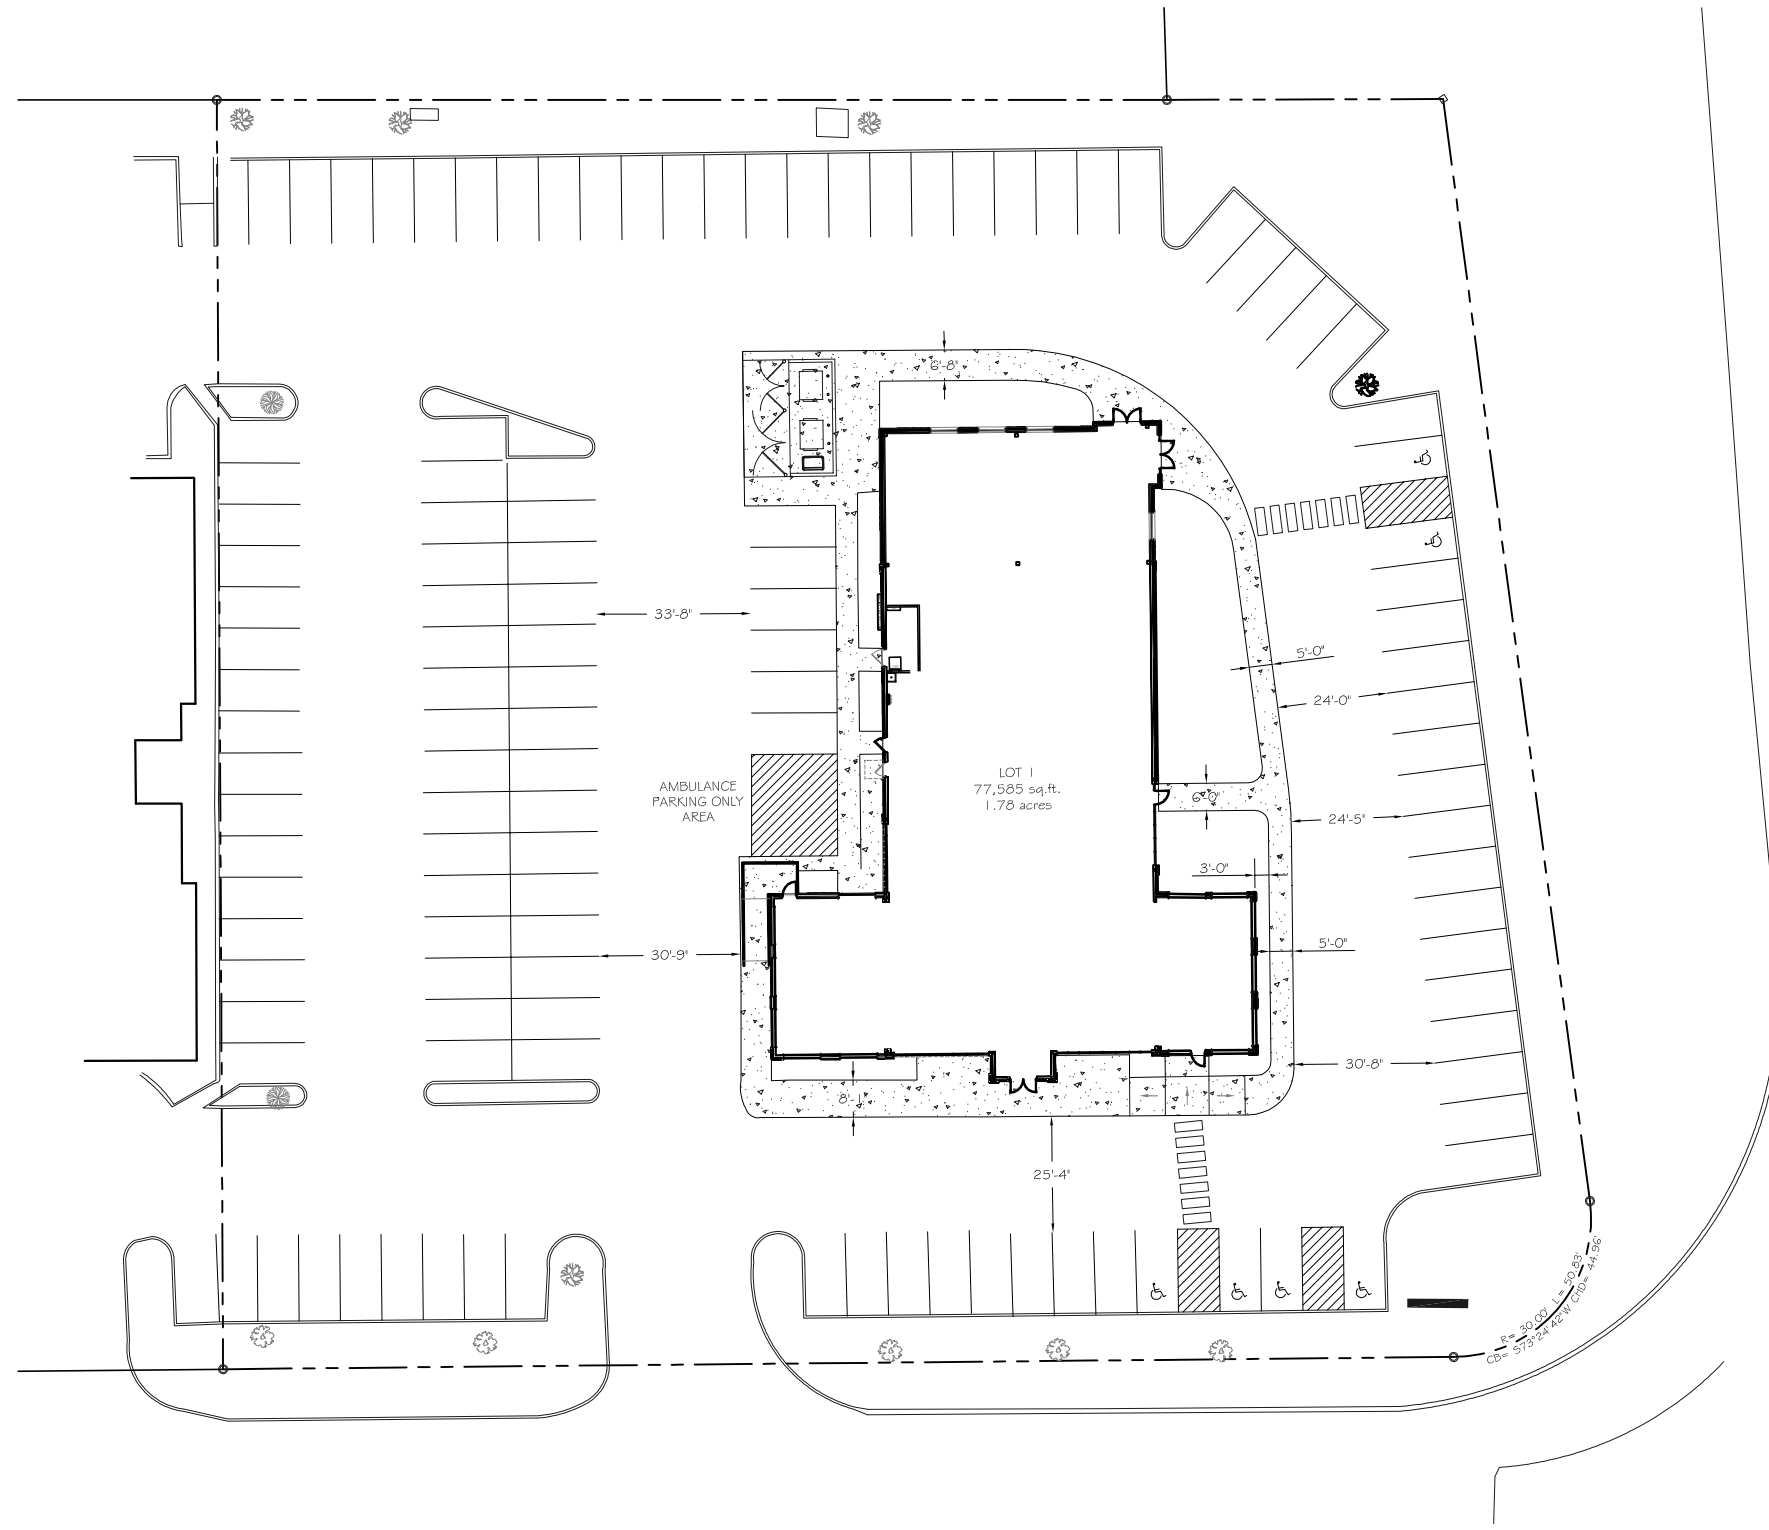 6'-8"
33'-8"
5'-0"
24'-0"
LOT 1
77,585 sq.ft.
1.78 acres
AMBULANCE
PARKING ONLY
AREA
6'-0"
24'-5"
3'-0"
5'-0"
30'-9"
30'-8"
8'-1"
25'-4"
R= 30.00' L= 50.83'
CB= S73°24'42"W CHD= 44.96'